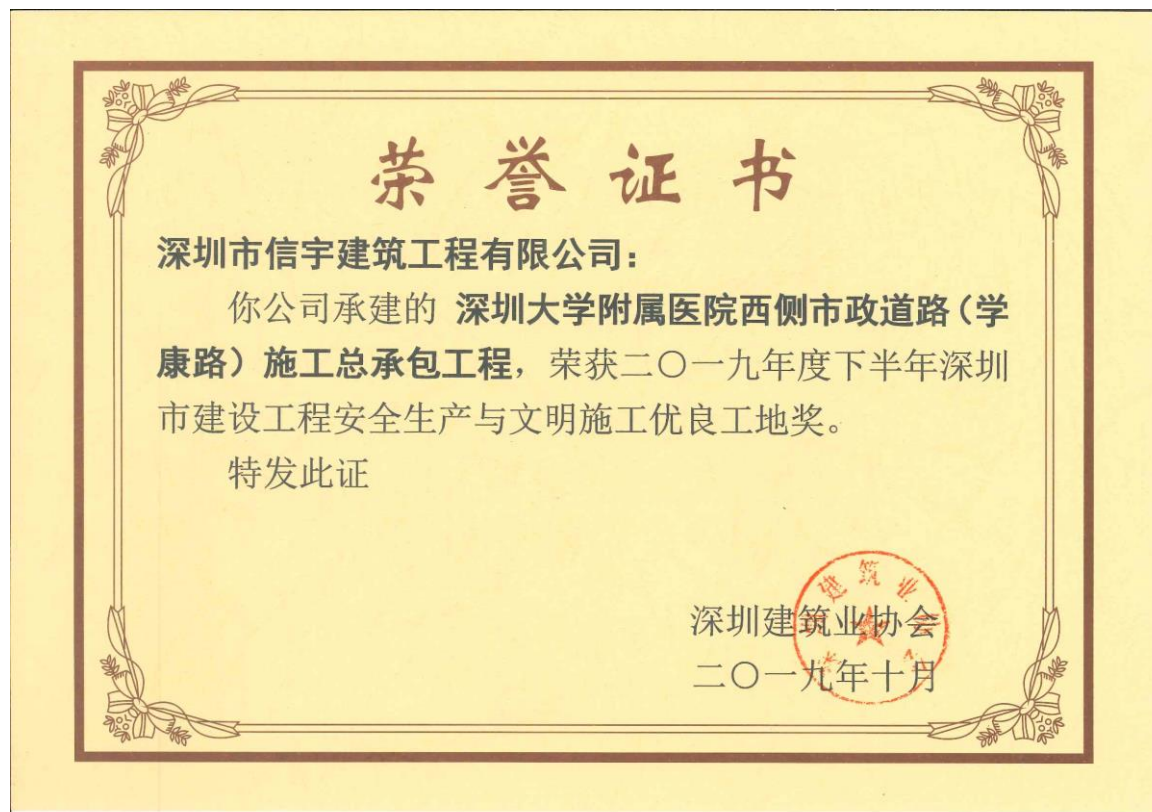 荣誉证书
深圳市信宇建筑工程有限公司：
你公司承建的 深圳大学附属医院西侧市政道路（学
康路）施工总承包工程，荣获二〇一九年度下半年深圳
市建设工程安全生产与文明施工优良工地奖。
特发此证
深圳建筑业协会
二〇一九年十月